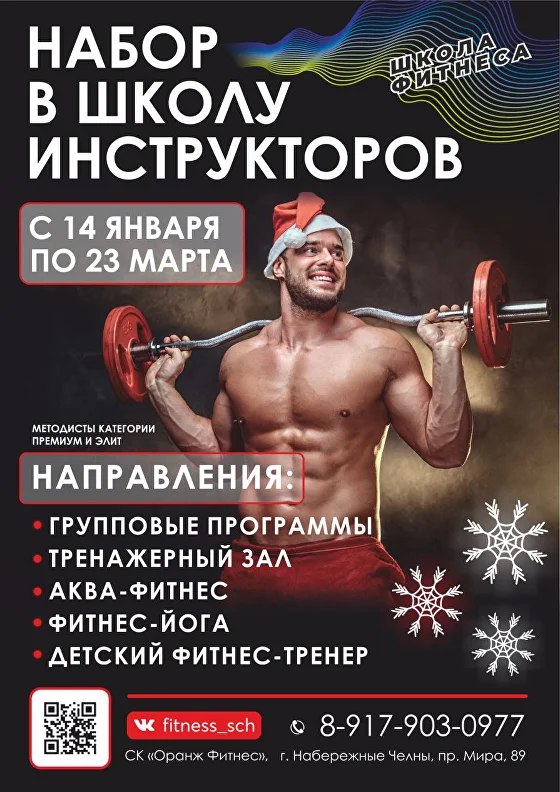 НАБОР
В ШКОЛУ
ИНСТРУКТОРОВ
ШКОЛА
ФИТНЕСА
С 14 ЯНВАРЯ
ПО 23 МАРТА
МЕТОДИСТЫ КАТЕГОРИИ
ПРЕМИУМ И ЭЛИТ
НАПРАВЛЕНИЯ:
• ГРУППОВЫЕ ПРОГРАММЫ
• ТРЕНАЖЕРНЫЙ ЗАЛ
• АКВА-ФИТНЕС
• ФИТНЕС-ЙОГА
• ДЕТСКИЙ ФИТНЕС-ТРЕНЕР
fitness_sch
8-917-903-0977
СК «Оранж Фитнес», г. Набережные Челны, пр. Мира, 89